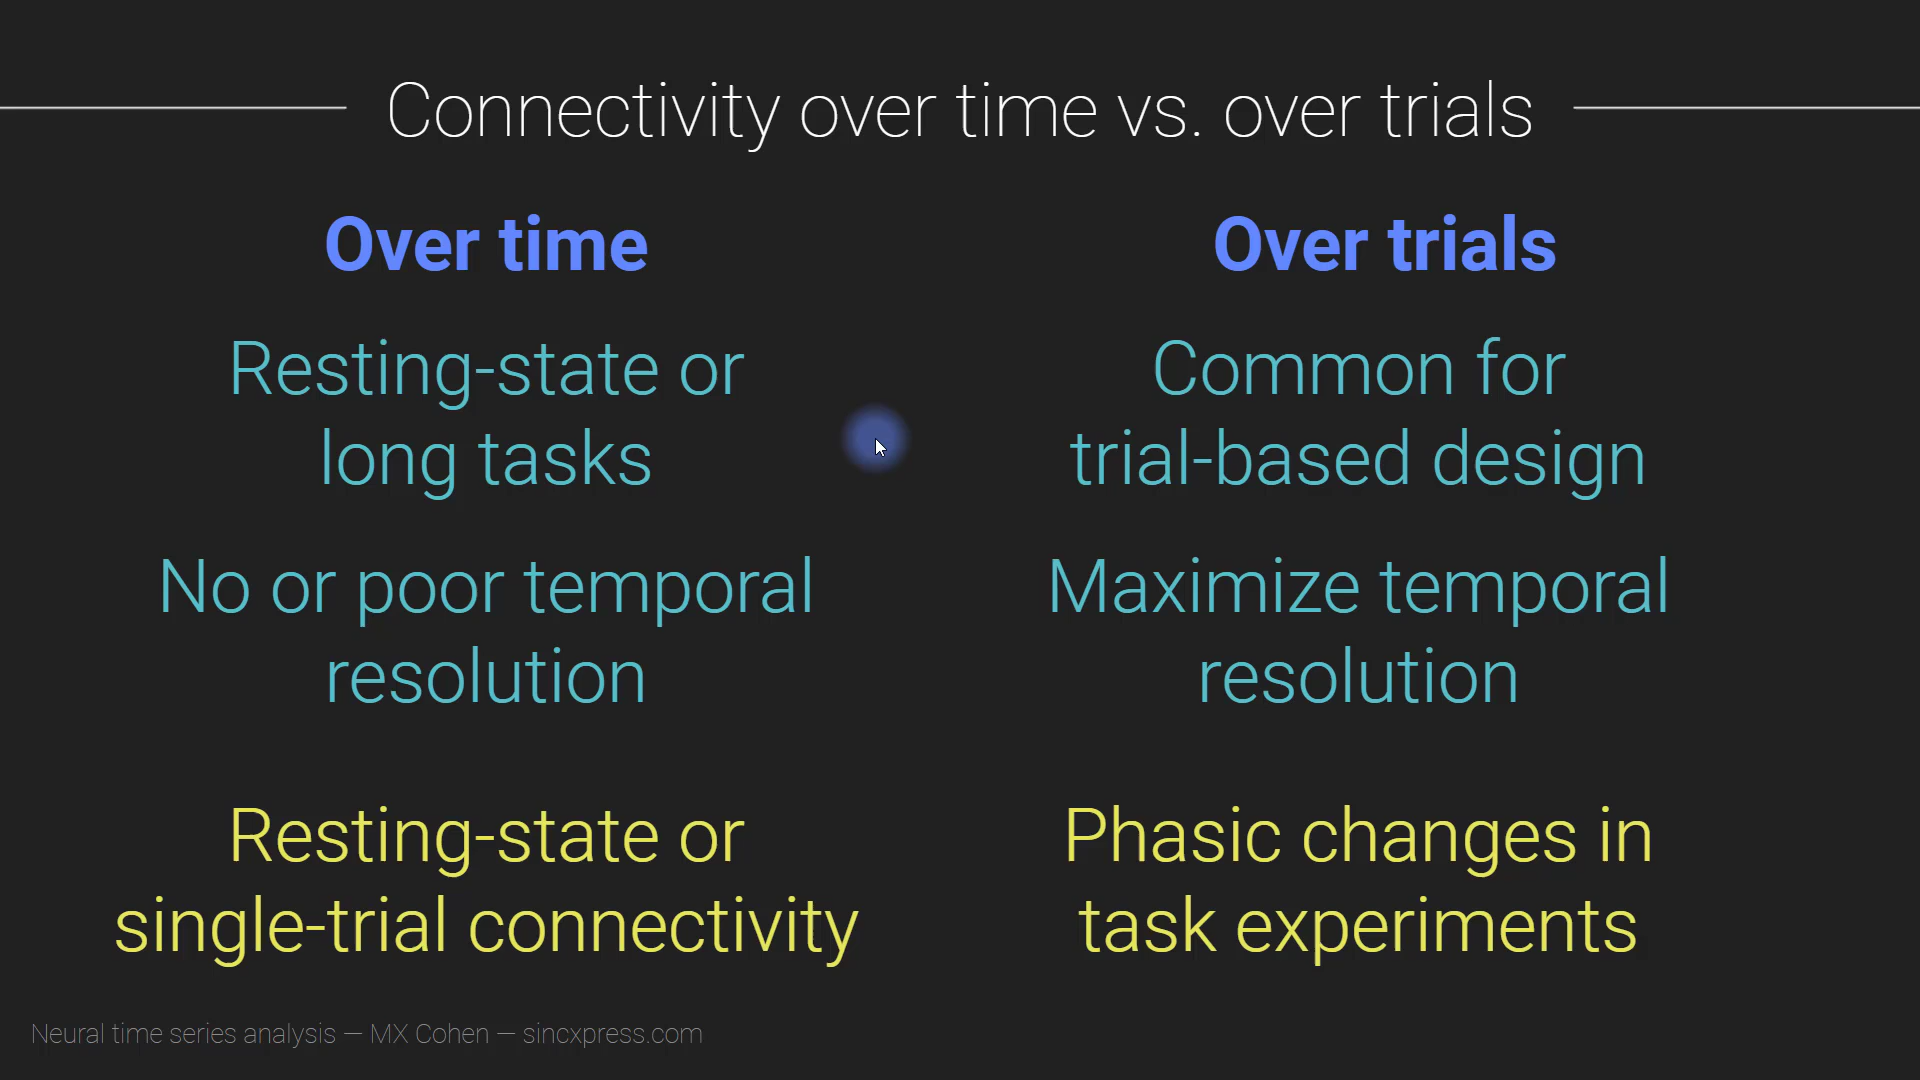 Connectivity over time vs. over trials
Over time
Resting-state or
long tasks
No or poor temporal
resolution
Resting-state or
single-trial connectivity
Over trials
Common for
trial-based design
Maximize temporal
resolution
Phasic changes in
task experiments
Neural time series analysis — MX Cohen — sincxpress.com